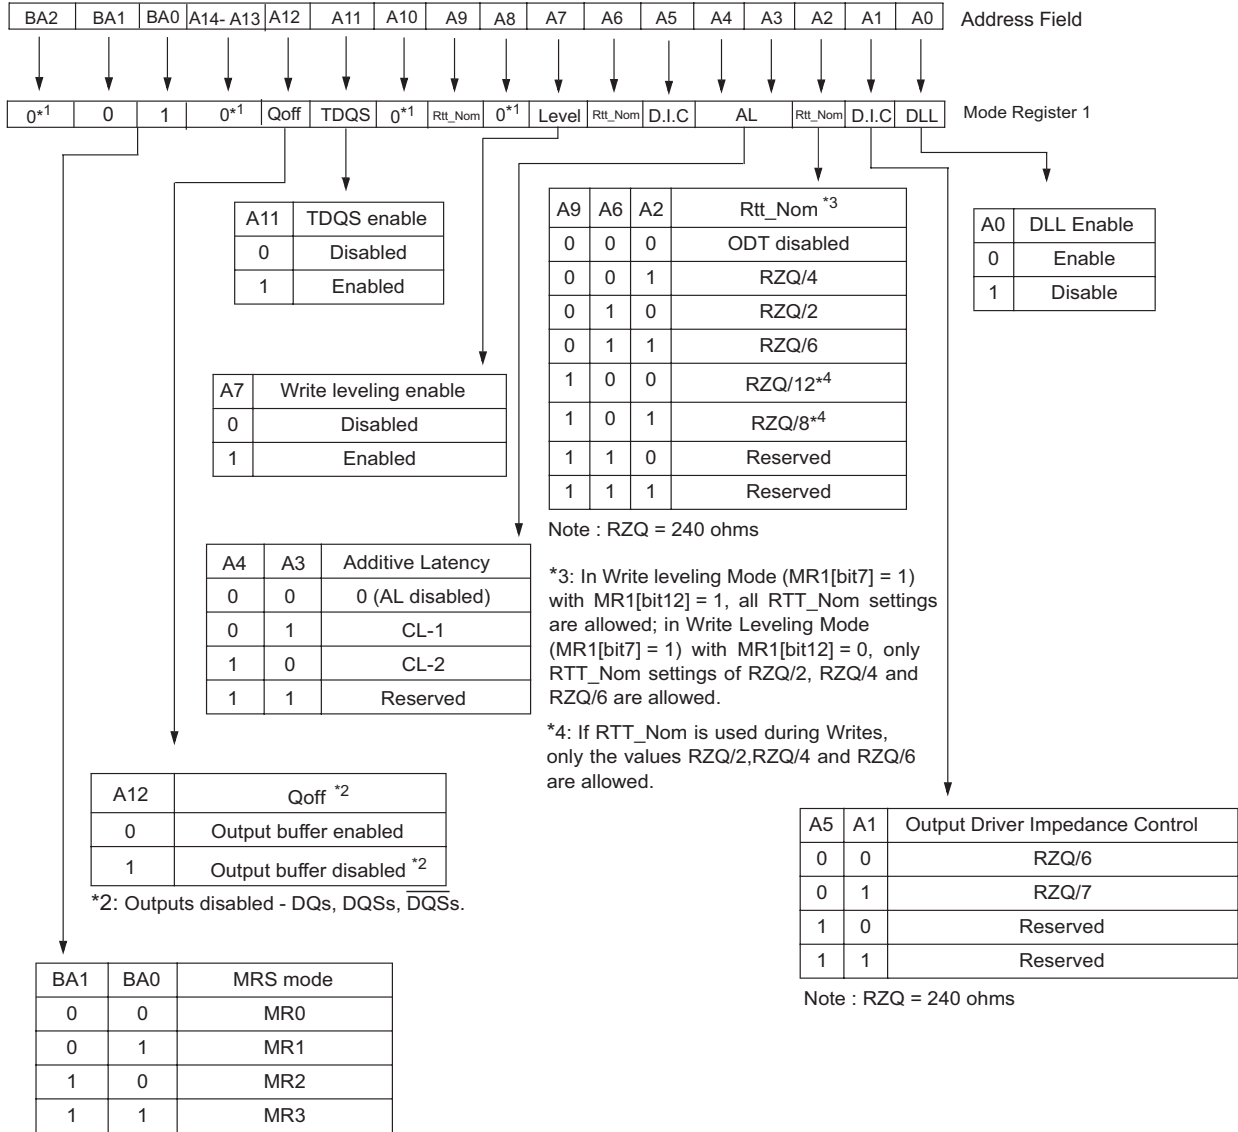 BA2 BA1 BA0 A14- A13 A12 A11 A10 A9 A8 A7 A6 A5 A4 A3 A2 A1 A0 Address Field
0*1 0 1 0*1 Qoff TDQS 0*1 Rtt_Nom 0*1 Level Rtt_Nom D.I.C AL Rtt_Nom D.I.C DLL Mode Register 1
A11 TDQS enable
0 Disabled
1 Enabled
A9 A6 A2 Rtt_Nom *3
0 0 0 ODT disabled
0 0 1 RZQ/4
0 1 0 RZQ/2
0 1 1 RZQ/6
1 0 0 RZQ/12*4
1 0 1 RZQ/8*4
1 1 0 Reserved
1 1 1 Reserved
Note : RZQ = 240 ohms
*3: In Write leveling Mode (MR1[bit7] = 1)
with MR1[bit12] = 1, all RTT_Nom settings
are allowed; in Write Leveling Mode
(MR1[bit7] = 1) with MR1[bit12] = 0, only
RTT_Nom settings of RZQ/2, RZQ/4 and
RZQ/6 are allowed.
*4: If RTT_Nom is used during Writes,
only the values RZQ/2,RZQ/4 and RZQ/6
are allowed.
A0 DLL Enable
0 Enable
1 Disable
A7 Write leveling enable
0 Disabled
1 Enabled
A4 A3 Additive Latency
0 0 0 (AL disabled)
0 1 CL-1
1 0 CL-2
1 1 Reserved
A12 Qoff *2
0 Output buffer enabled
1 Output buffer disabled *2
*2: Outputs disabled - DQs, DQSs, D̅Q̅S̅s.
A5 A1 Output Driver Impedance Control
0 0 RZQ/6
0 1 RZQ/7
1 0 Reserved
1 1 Reserved
Note : RZQ = 240 ohms
BA1 BA0 MRS mode
0 0 MR0
0 1 MR1
1 0 MR2
1 1 MR3